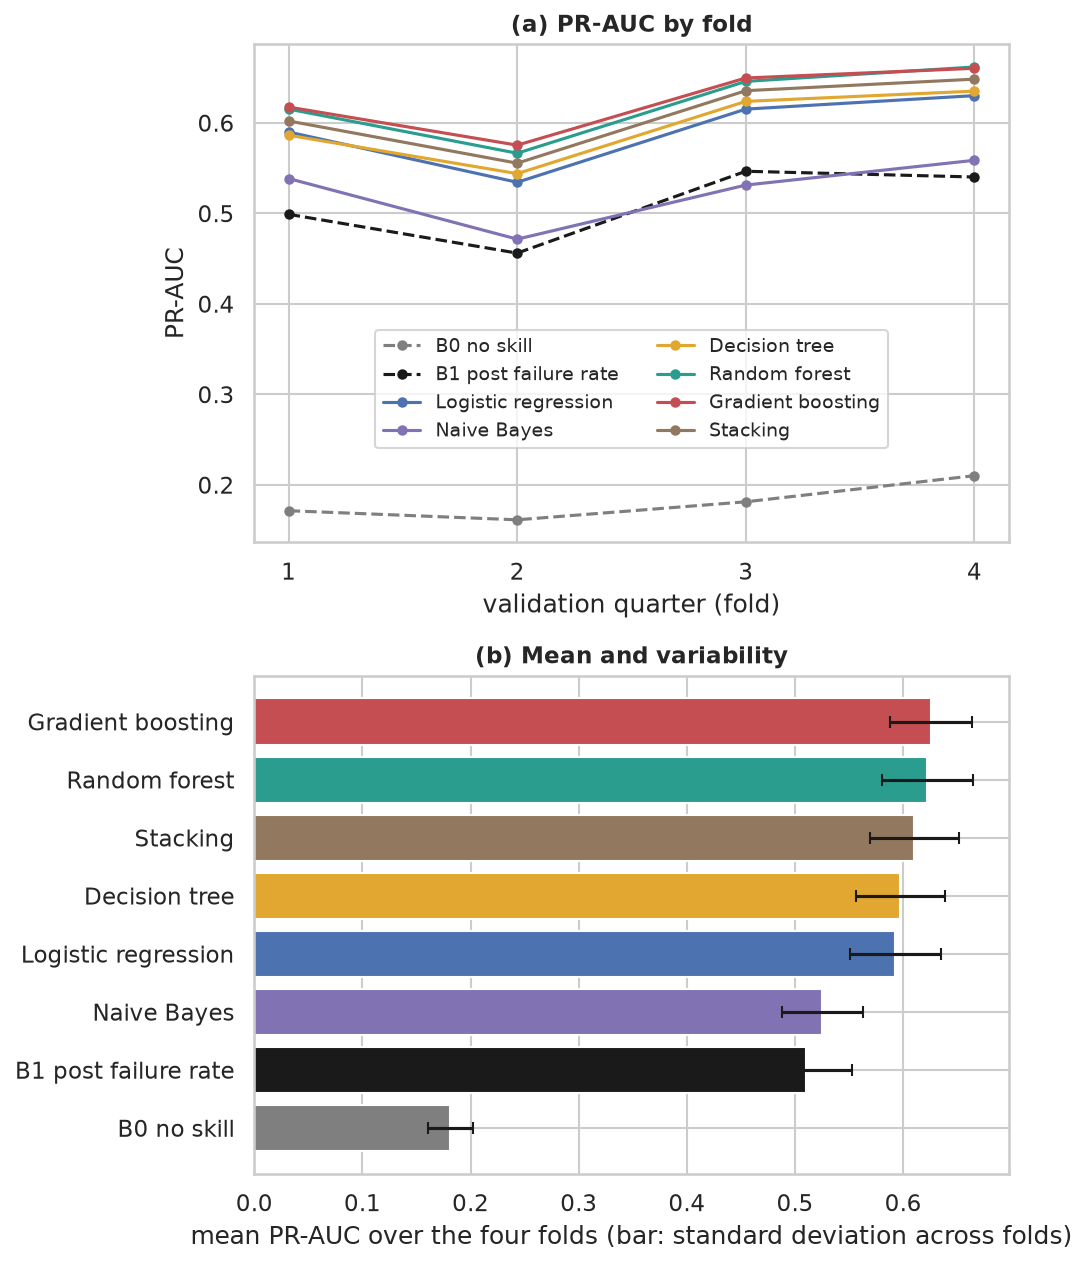 (a) PR-AUC by fold
PR-AUC
0.6
0.5
0.4
0.3
0.2
B0 no skill
B1 post failure rate
Logistic regression
Naive Bayes
Decision tree
Random forest
Gradient boosting
Stacking
1 2 3 4
validation quarter (fold)
(b) Mean and variability
Gradient boosting
Random forest
Stacking
Decision tree
Logistic regression
Naive Bayes
B1 post failure rate
B0 no skill
0.0 0.1 0.2 0.3 0.4 0.5 0.6
mean PR-AUC over the four folds (bar: standard deviation across folds)